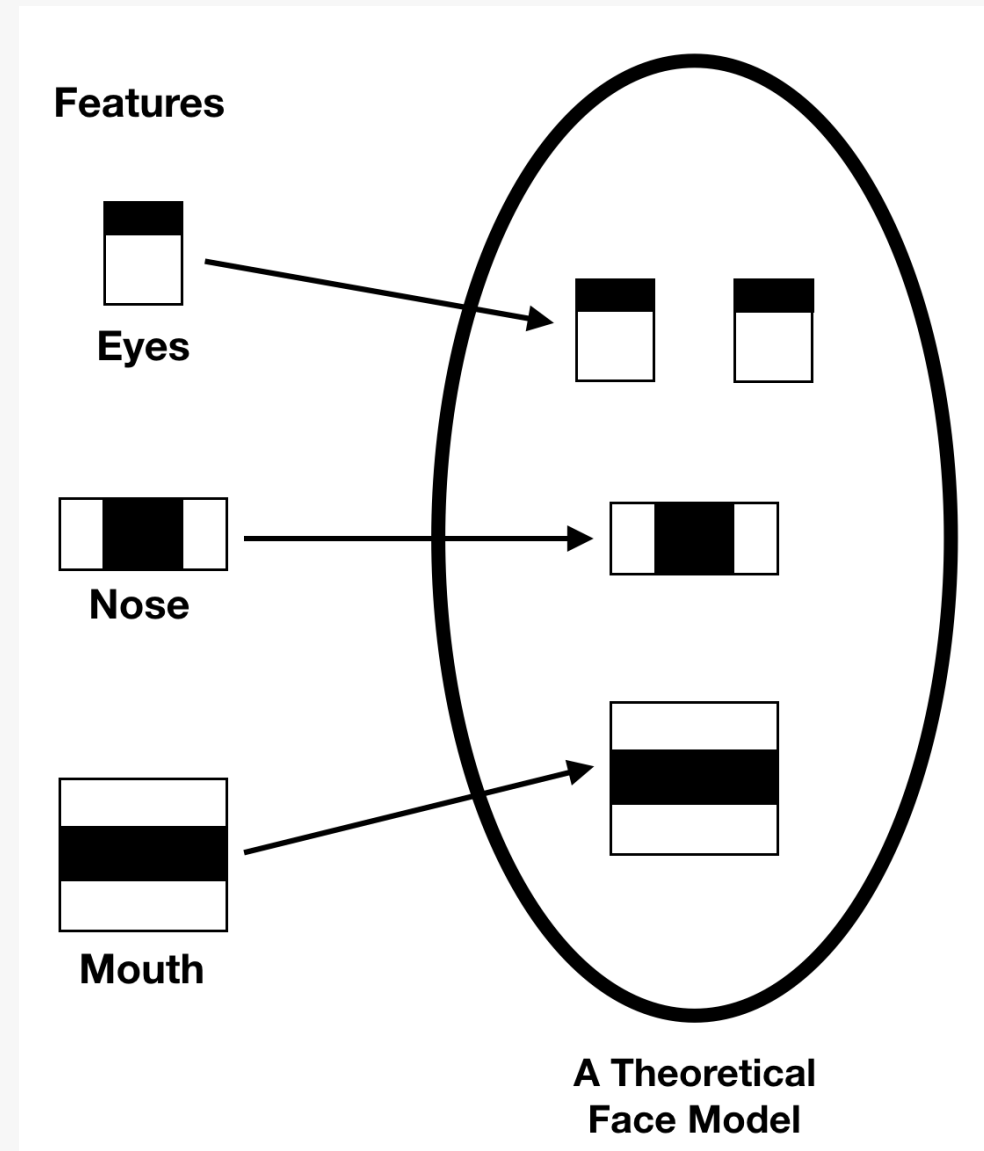 Features
Eyes
Nose
Mouth
A Theoretical
Face Model